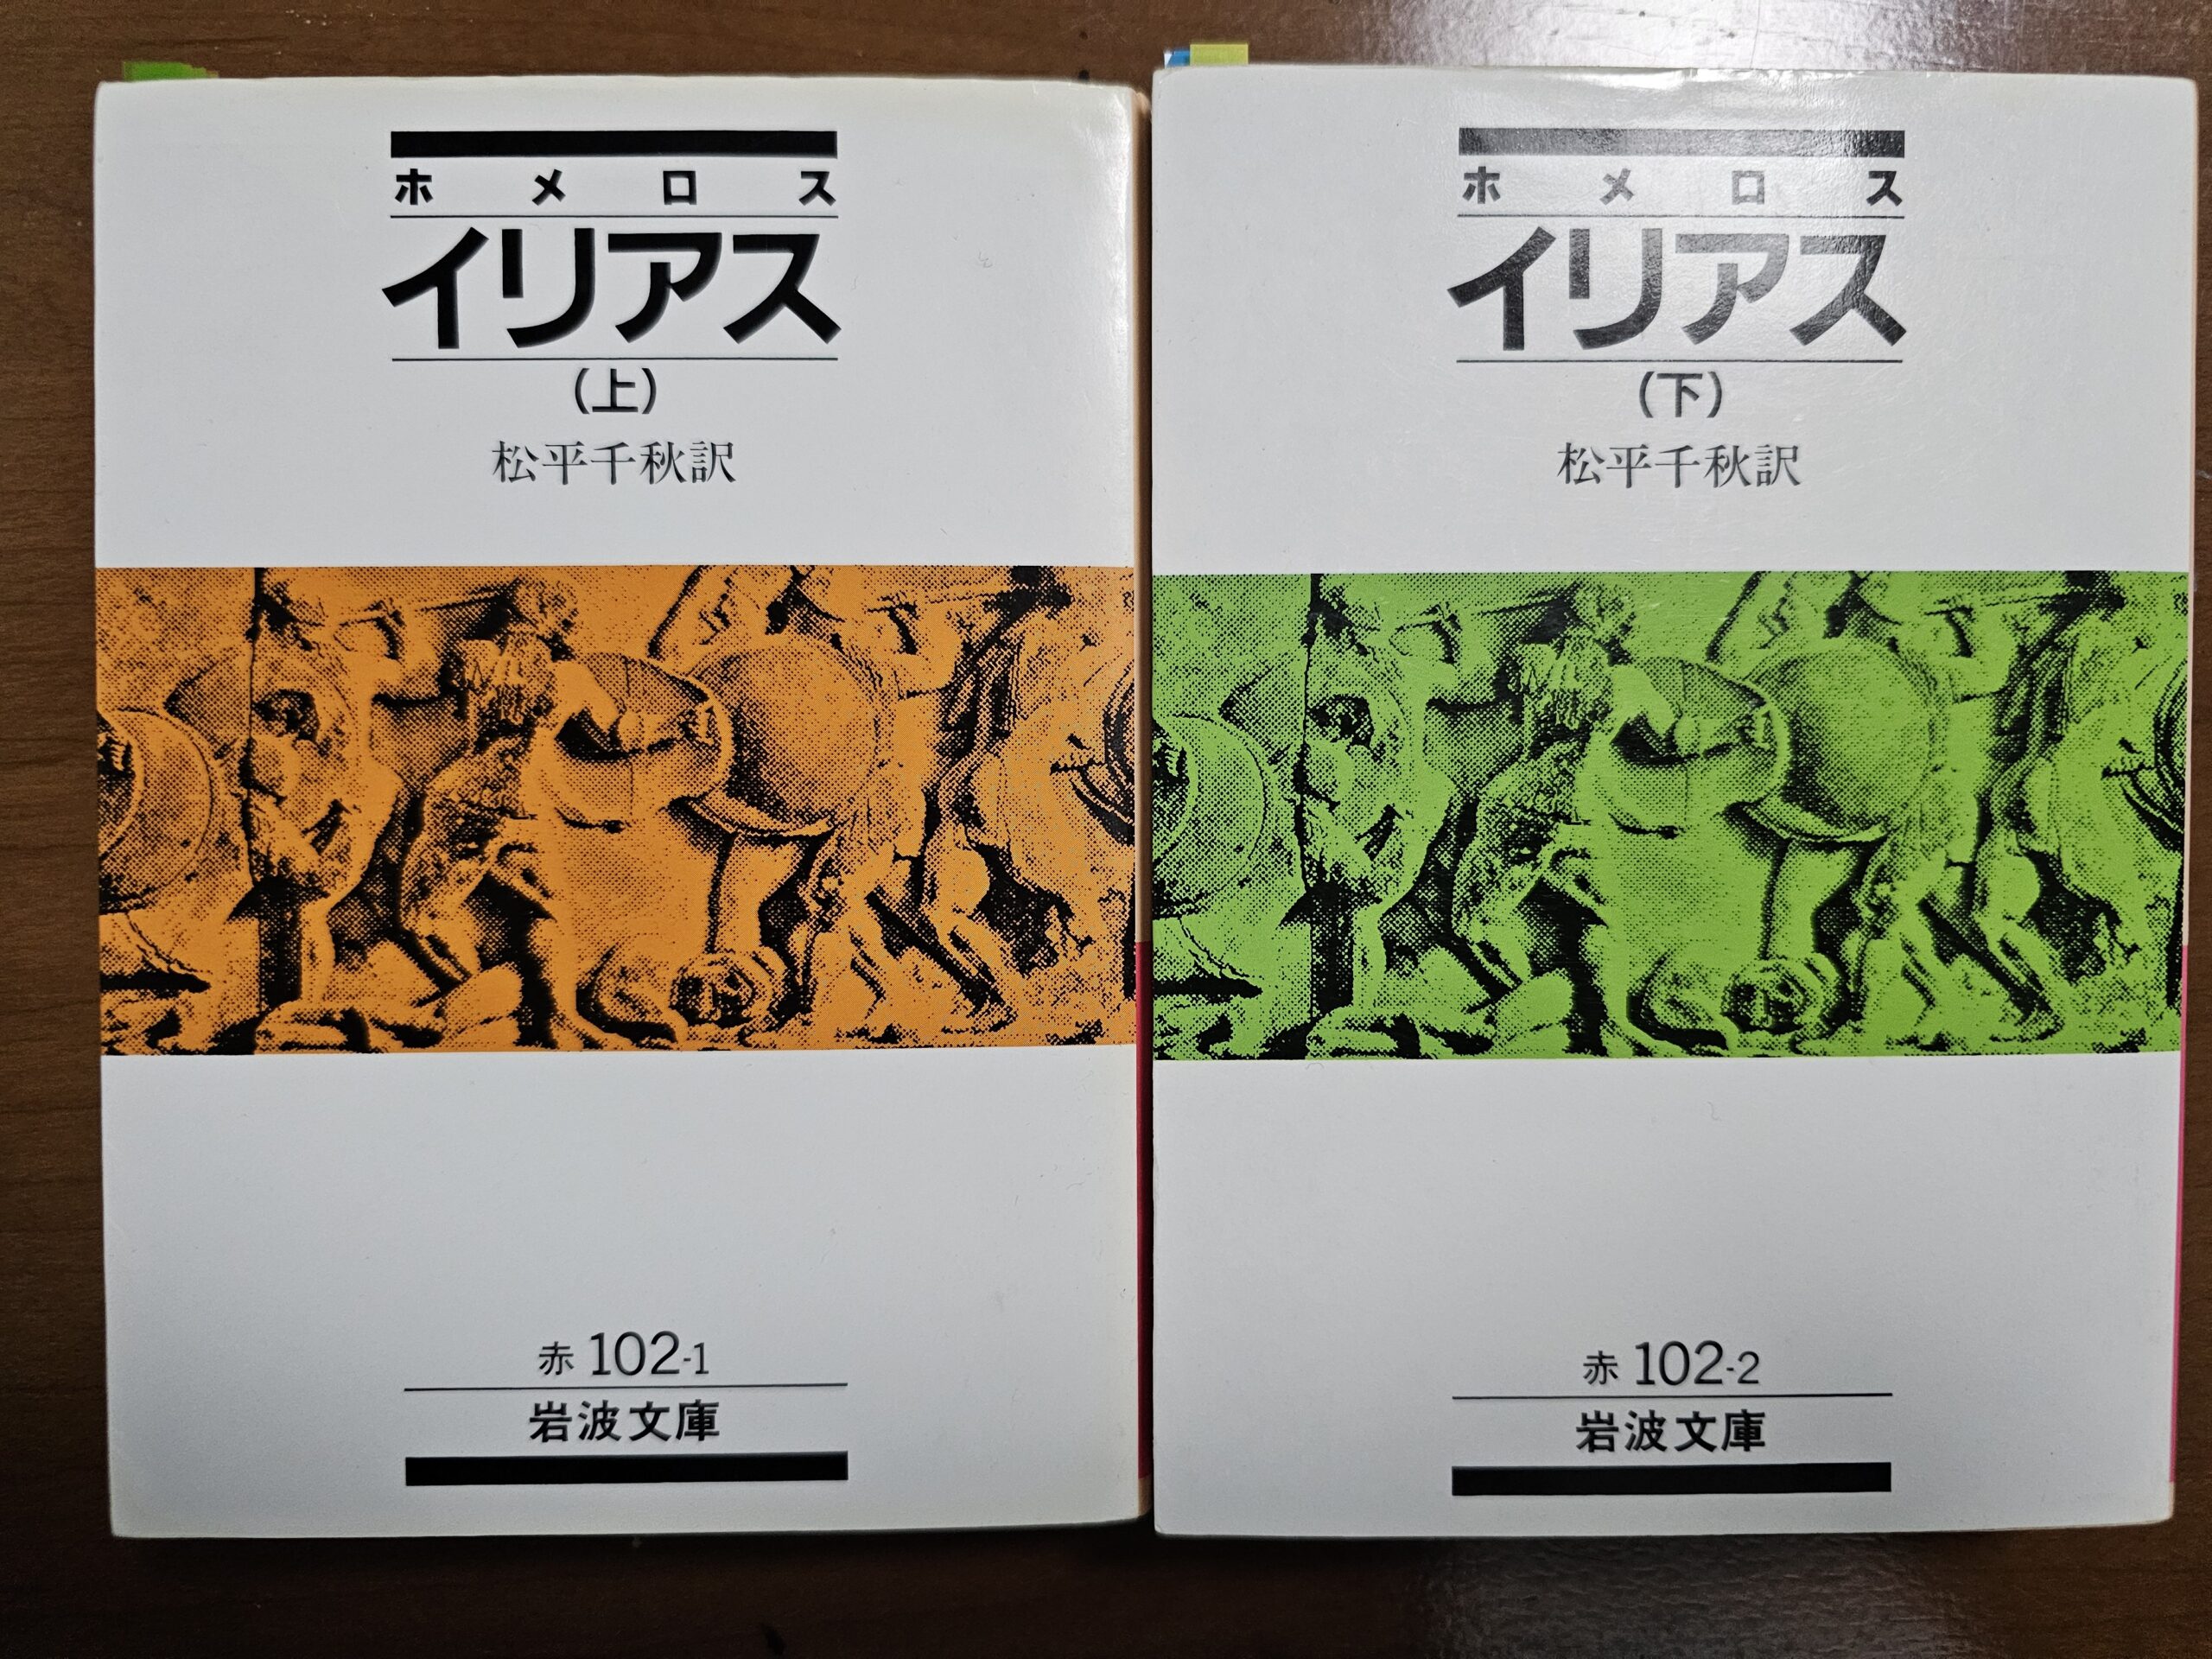 ホメロス
イリアス
(上)
松平千秋訳
赤 102-1
岩波文庫
ホメロス
イリアス
(下)
松平千秋訳
赤 102-2
岩波文庫